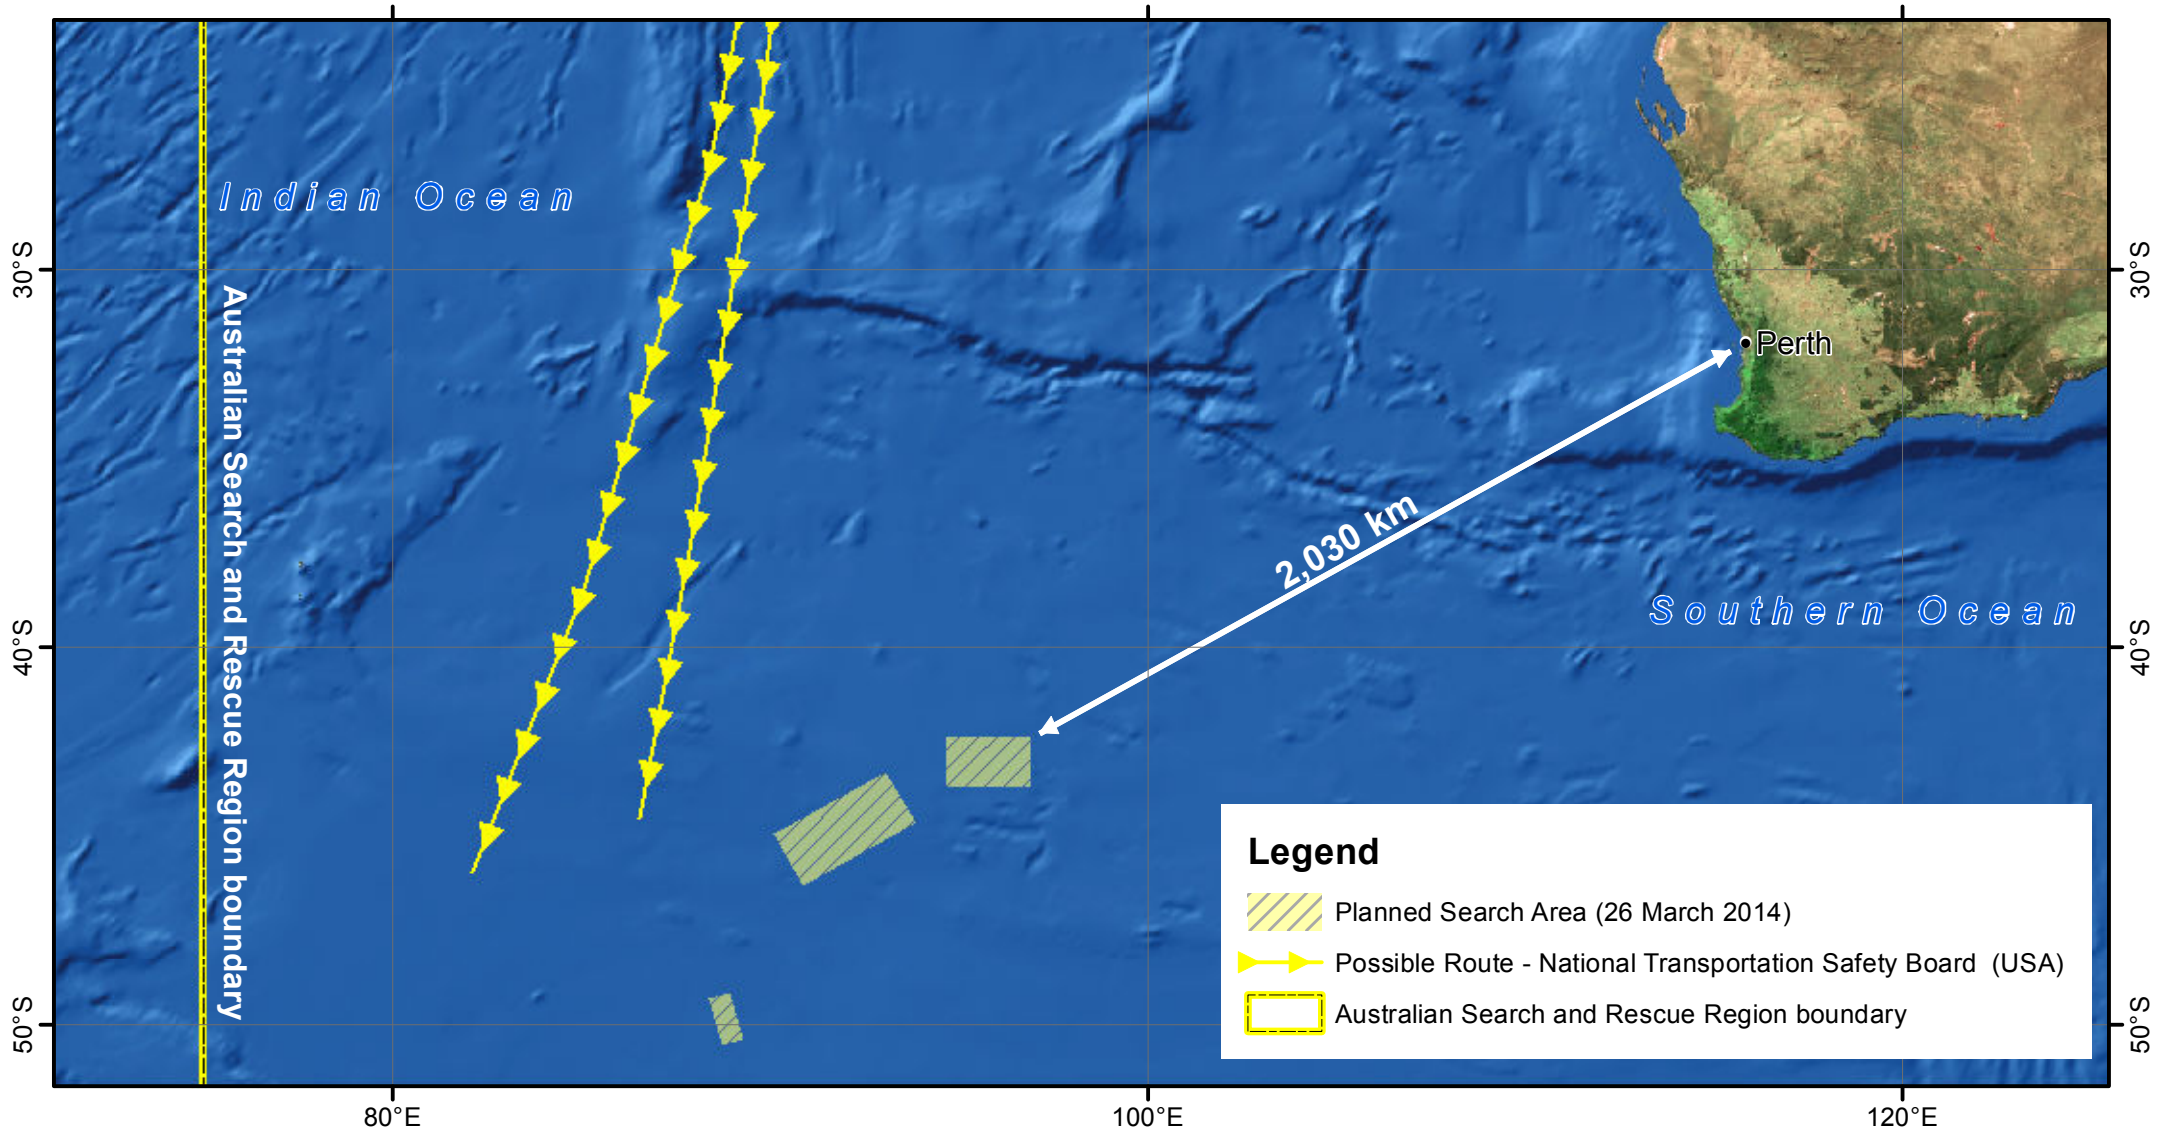 Indian Ocean
30°S
30°S
Australian Search and Rescue Region boundary
Perth
2,030 km
Southern Ocean
40°S
40°S
Legend
Planned Search Area (26 March 2014)
Possible Route - National Transportation Safety Board (USA)
Australian Search and Rescue Region boundary
50°S
50°S
80°E
100°E
120°E